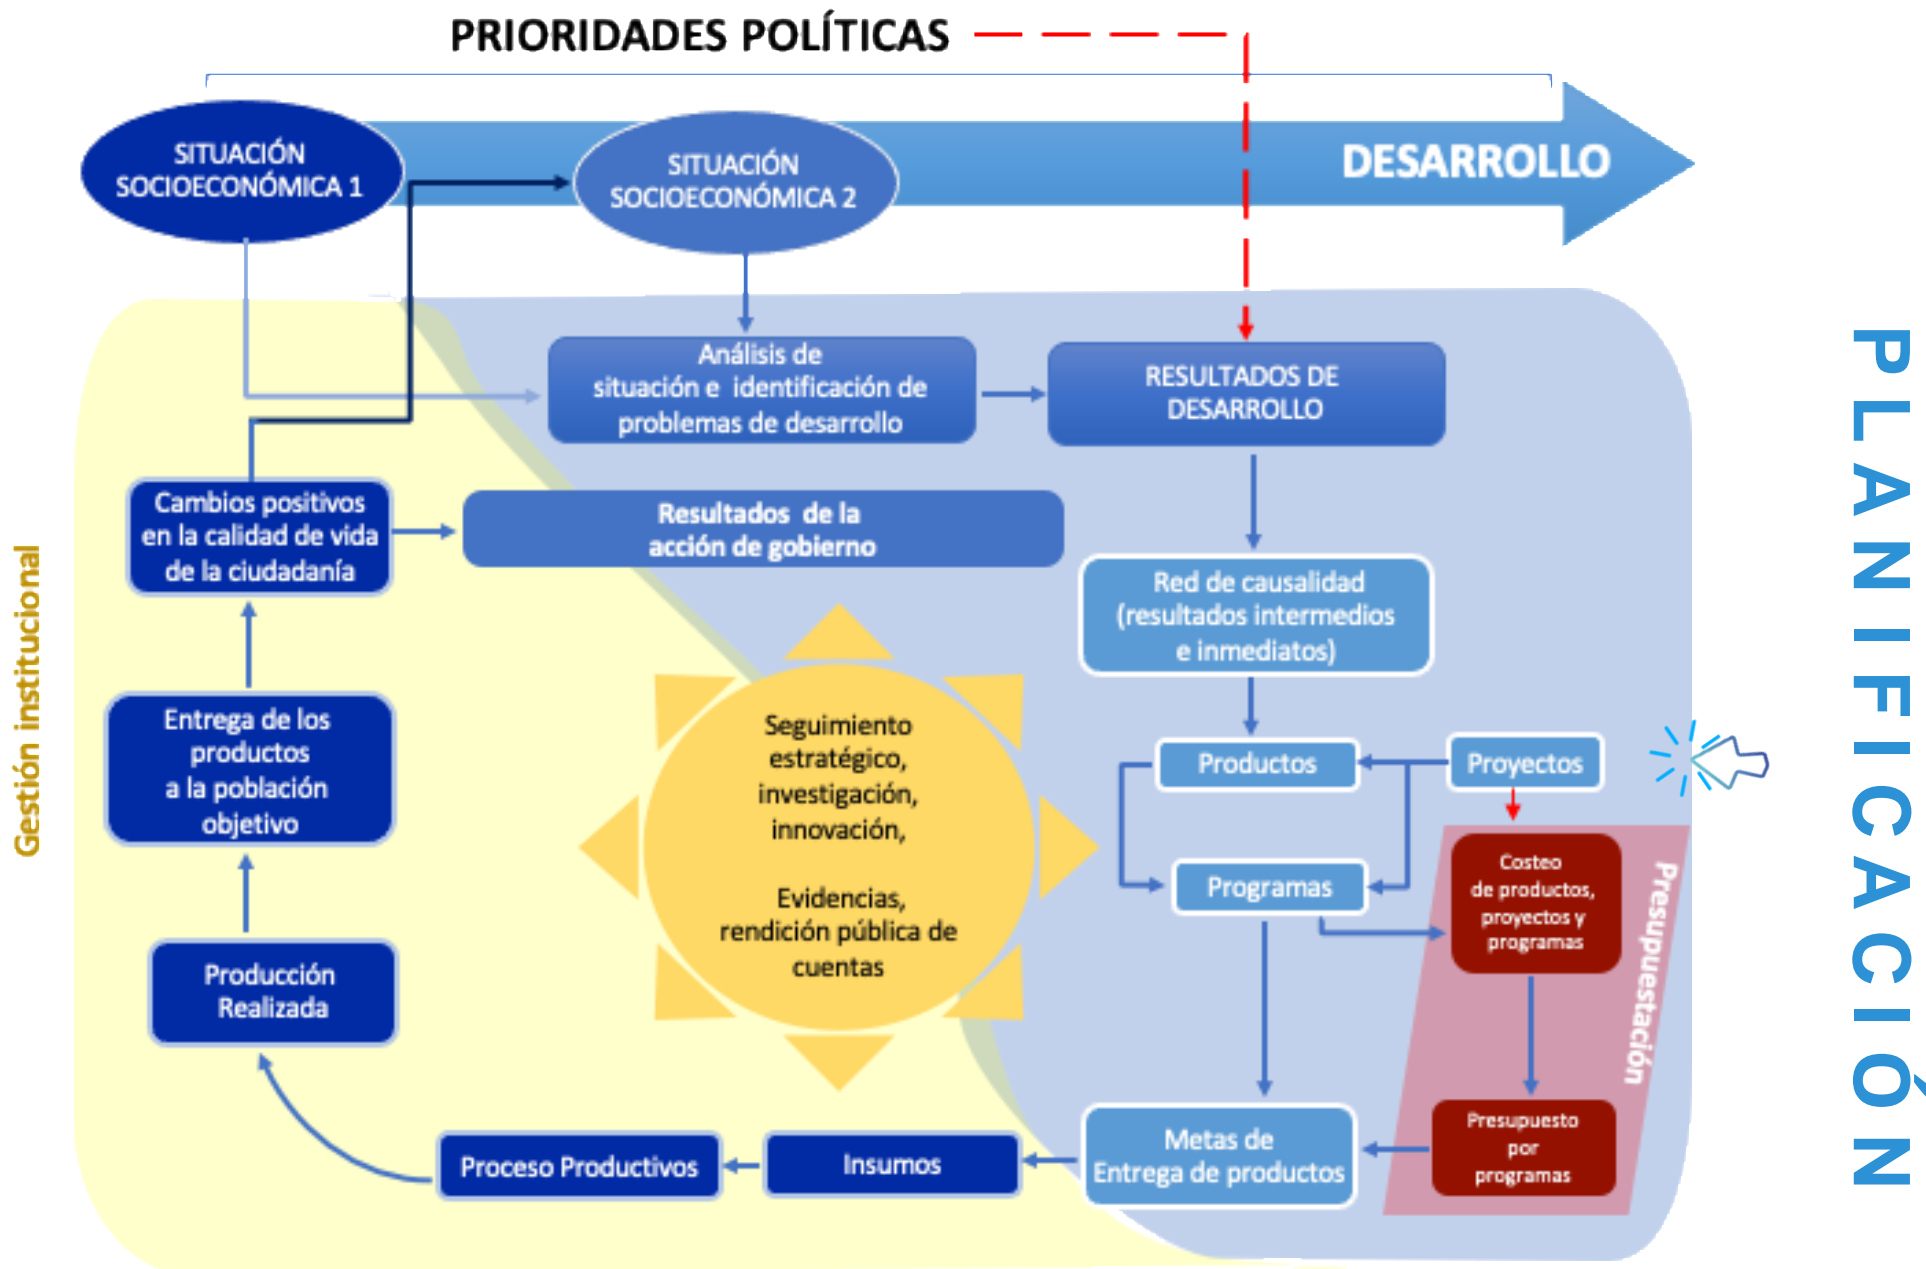 PRIORIDADES POLÍTICAS
SITUACIÓN
SOCIOECONÓMICA 1
SITUACIÓN
SOCIOECONÓMICA 2
DESARROLLO
Análisis de
situación e identificación de
problemas de desarrollo
RESULTADOS DE
DESARROLLO
Cambios positivos
en la calidad de vida
de la ciudadanía
Resultados de la
acción de gobierno
Red de causalidad
(resultados intermedios
e inmediatos)
Entrega de los
productos
a la población
objetivo
Seguimiento
estratégico,
investigación,
innovación,
Evidencias,
rendición pública de
cuentas
Productos
Proyectos
Programas
Costeo
de productos,
proyectos y
programas
Presupuestación
Producción
Realizada
Proceso Productivos
Insumos
Metas de
Entrega de productos
Presupuesto
por
programas
Gestión institucional
PLANIFICACIÓN